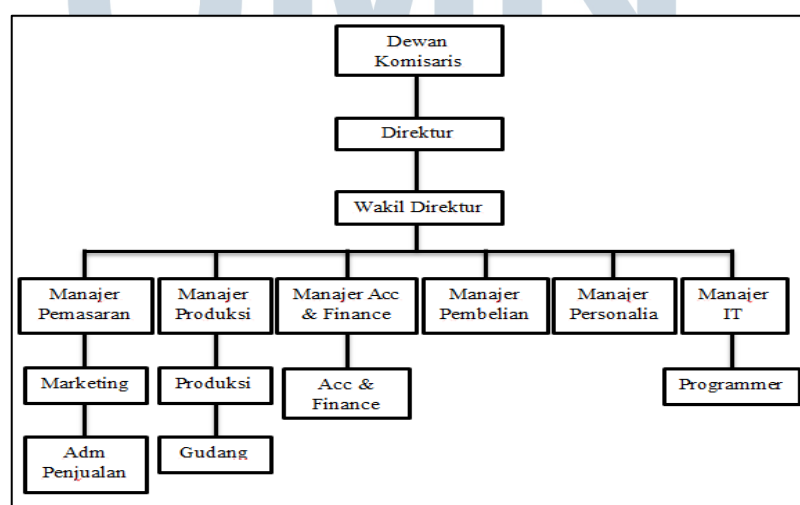 UMN
Dewan
Komisaris
Direktur
Wakil Direktur
Manajer
Pemasaran
Manajer
Produksi
Manajer Acc
& Finance
Manajer
Pembelian
Manajer
Personalia
Manajer
IT
Marketing
Produksi
Acc &
Finance
Programmer
Adm
Penjualan
Gudang